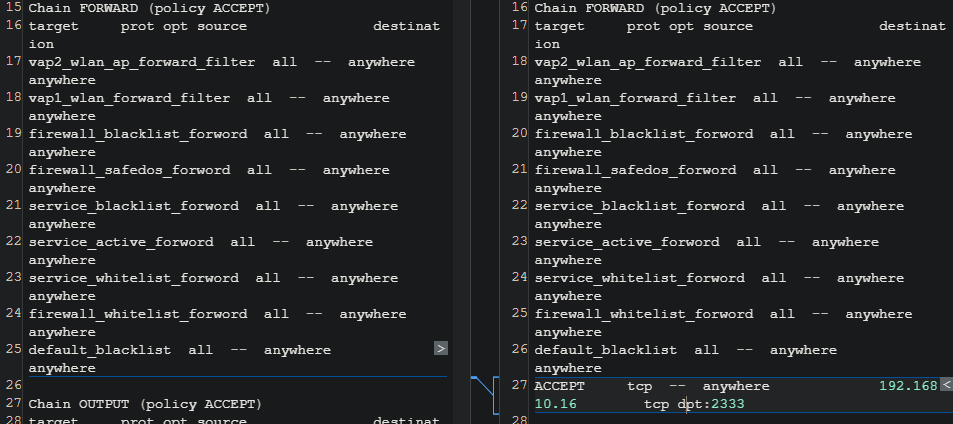 15 Chain FORWARD (policy ACCEPT)
16 target     prot opt source               destinat
ion
17 vap2_wlan_ap_forward_filter  all  --  anywhere
anywhere
18 vap1_wlan_forward_filter  all  --  anywhere
anywhere
19 firewall_blacklist_forword  all  --  anywhere
anywhere
20 firewall_safedos_forword  all  --  anywhere
anywhere
21 service_blacklist_forword  all  --  anywhere
anywhere
22 service_active_forword  all  --  anywhere
anywhere
23 service_whitelist_forword  all  --  anywhere
anywhere
24 firewall_whitelist_forword  all  --  anywhere
anywhere
25 default_blacklist  all  --  anywhere
anywhere
26
27 Chain OUTPUT (policy ACCEPT)
28 target     prot opt source               destinat
16 Chain FORWARD (policy ACCEPT)
17 target     prot opt source               destinat
ion
18 vap2_wlan_ap_forward_filter  all  --  anywhere
anywhere
19 vap1_wlan_forward_filter  all  --  anywhere
anywhere
20 firewall_blacklist_forword  all  --  anywhere
anywhere
21 firewall_safedos_forword  all  --  anywhere
anywhere
22 service_blacklist_forword  all  --  anywhere
anywhere
23 service_active_forword  all  --  anywhere
anywhere
24 service_whitelist_forword  all  --  anywhere
anywhere
25 firewall_whitelist_forword  all  --  anywhere
anywhere
26 default_blacklist  all  --  anywhere
anywhere
27 ACCEPT     tcp  --  anywhere             192.168
10.16        tcp dpt:2333
28